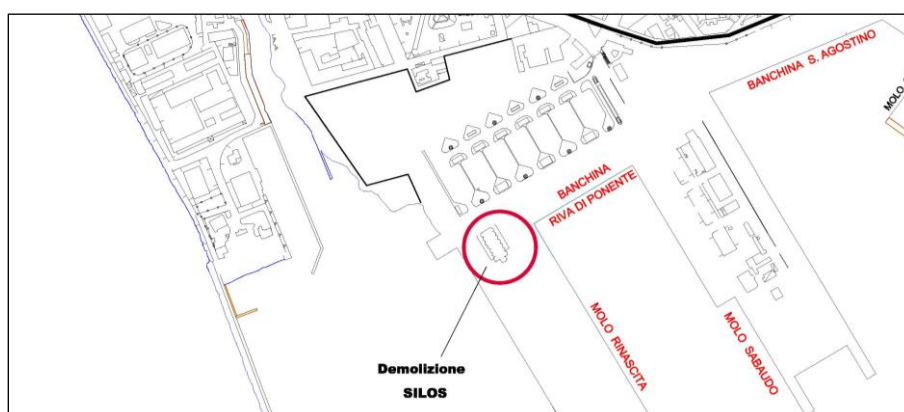 BANCHINA S. AGOSTINO
MOLO
BANCHINA
RIVA DI PONENTE
MOLO RINASCITA
MOLO SABAUDO
Demolizione
SILOS